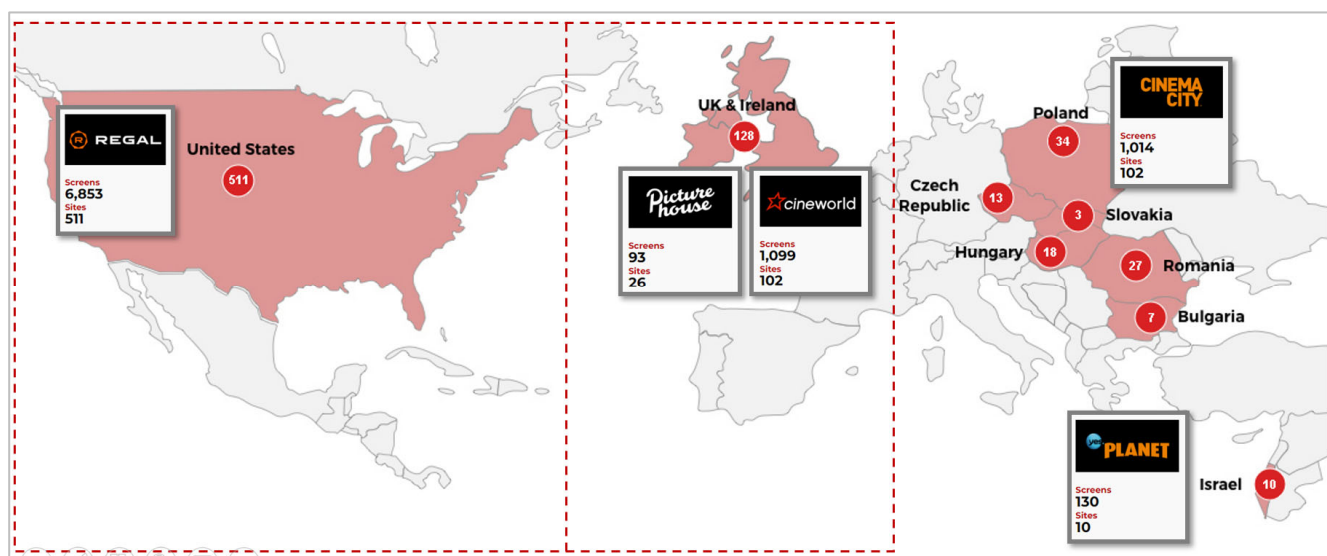 REGAL
Screens
6,853
Sites
511
United States
511
UK & Ireland
128
Picture
house
Screens
93
Sites
26
cineworld
Screens
1,099
Sites
102
CINEMA
CITY
Screens
1,014
Sites
102
Poland
34
Czech
Republic
13
3
Slovakia
Hungary
18
27
Romania
7
Bulgaria
yes
PLANET
Screens
130
Sites
10
Israel
10